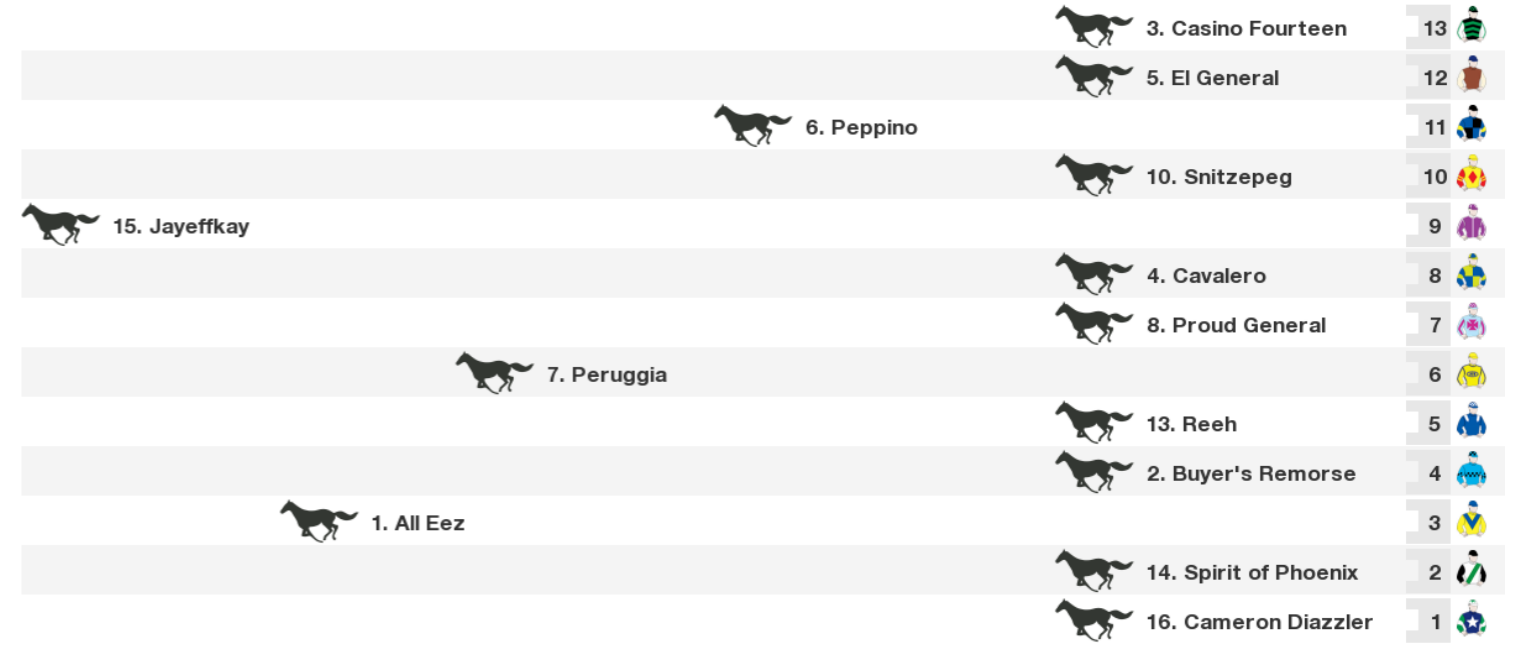 3. Casino Fourteen 13
5. El General 12
6. Peppino 11
10. Snitzepeg 10
15. Jayeffkay 9
4. Cavalero 8
8. Proud General 7
7. Peruggia 6
13. Reeh 5
2. Buyer's Remorse 4
1. All Eez 3
14. Spirit of Phoenix 2
16. Cameron Diazzler 1